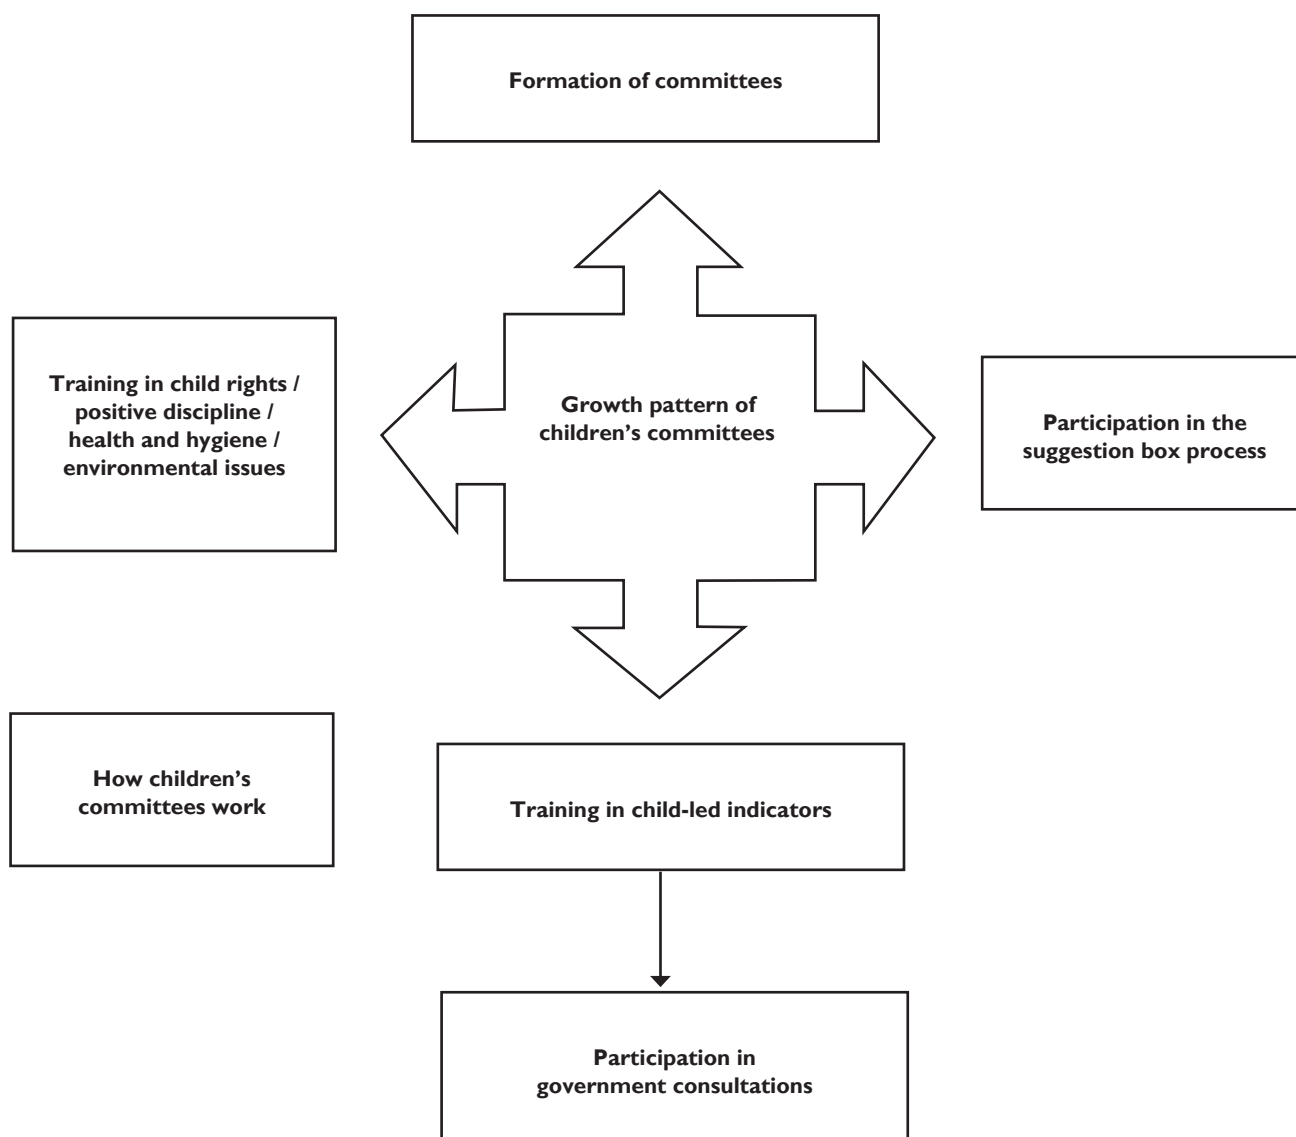 Formation of committees
Training in child rights /
positive discipline /
health and hygiene /
environmental issues
Growth pattern of
children’s committees
Participation in the
suggestion box process
How children’s
committees work
Training in child-led indicators
Participation in
government consultations